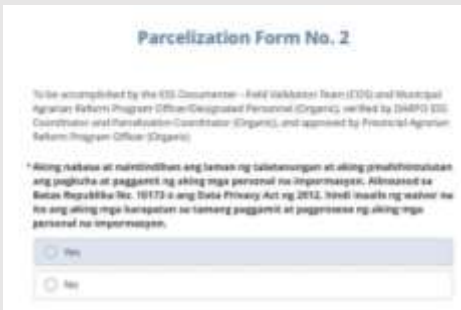 Parcelization Form No. 2
To be accomplished by the EIS Documenter - Field Validation Team (COS) and Municipal
Agrarian Reform Program Officer/Designated Personnel (Organic), verified by DARPO
Coordinator and Parcelization Coordinator (Organic), and approved by Provincial Agrarian
Reform Program Officer (Organic)
* Aking nabasa at naintindihan ang laman ng talatanungan at aking pinahihintulutan
ang pagkuha at paggamit ng aking mga personal na impormasyon. Alinsunod sa
Batas Republika No. 10173 o ang Data Privacy Act ng 2012, hindi inaalis ng waiver na
ito ang aking mga karapatan sa tamang paggamit at pagproseso ng aking mga
personal na impormasyon.
Yes
No